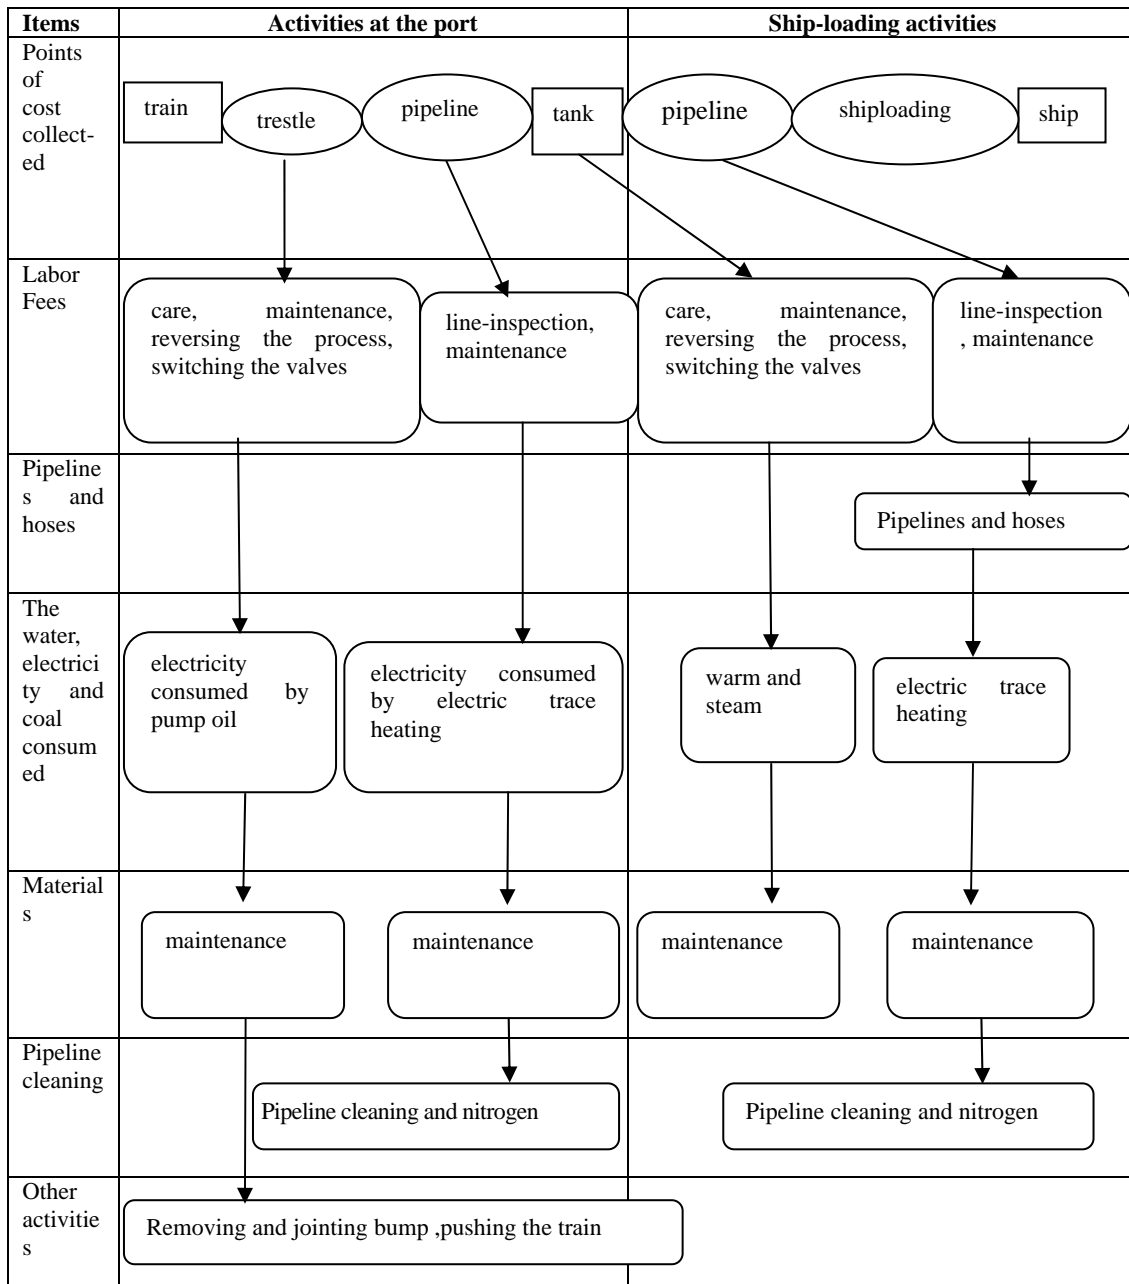 Items
Activities at the port
Ship-loading activities
Points
of
cost
collect-
ed
train
trestle
pipeline
tank
pipeline
shiploading
ship
Labor
Fees
care, maintenance,
reversing the process,
switching the valves
line-inspection,
maintenance
care, maintenance,
reversing the process,
switching the valves
line-inspection
, maintenance
Pipeline
s and
hoses
Pipelines and hoses
The
water,
electrici
ty and
coal
consum
ed
electricity
consumed by
pump oil
electricity consumed
by electric trace
heating
warm and
steam
electric trace
heating
Material
s
maintenance
maintenance
maintenance
maintenance
Pipeline
cleaning
Pipeline cleaning and nitrogen
Pipeline cleaning and nitrogen
Other
activitie
s
Removing and jointing bump ,pushing the train